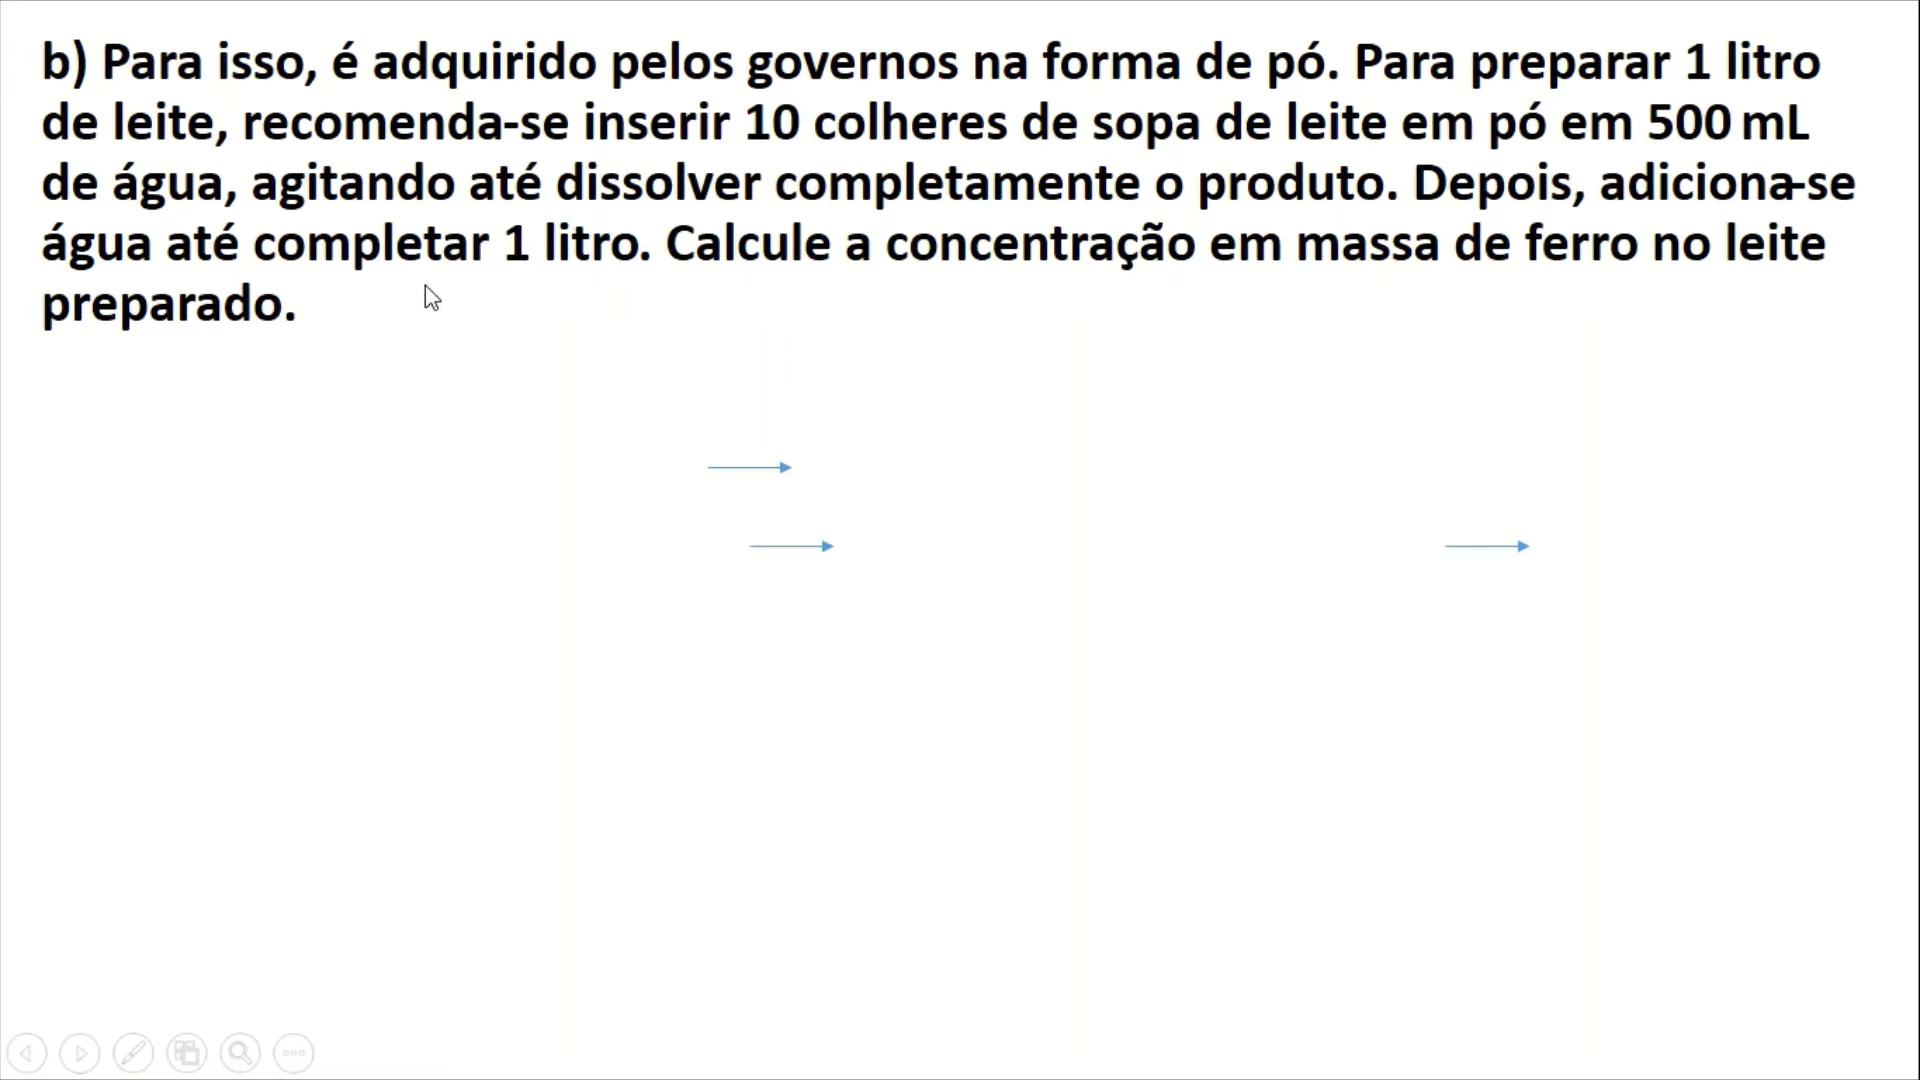 b) Para isso, é adquirido pelos governos na forma de pó. Para preparar 1 litro
de leite, recomenda-se inserir 10 colheres de sopa de leite em pó em 500 mL
de água, agitando até dissolver completamente o produto. Depois, adiciona-se
água até completar 1 litro. Calcule a concentração em massa de ferro no leite
preparado.